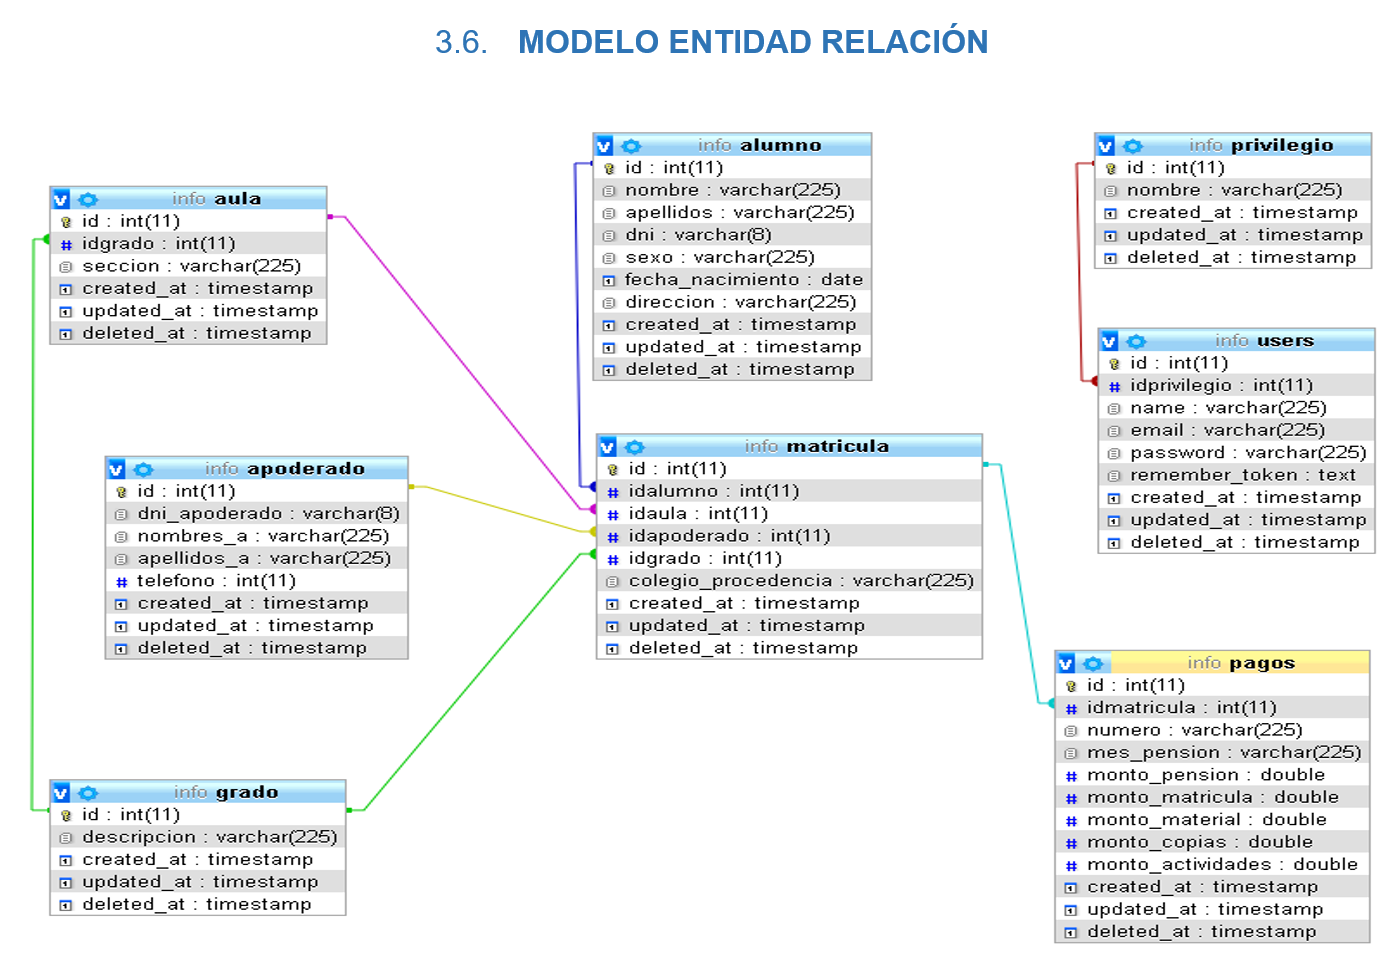 3.6. MODELO ENTIDAD RELACIÓN
info aula
id : int(11)
idgrado : int(11)
seccion : varchar(225)
created_at : timestamp
updated_at : timestamp
deleted_at : timestamp
info alumno
id : int(11)
nombre : varchar(225)
apellidos : varchar(225)
dni : varchar(8)
sexo : varchar(225)
fecha_nacimiento : date
direccion : varchar(225)
created_at : timestamp
updated_at : timestamp
deleted_at : timestamp
info privilegio
id : int(11)
nombre : varchar(225)
created_at : timestamp
updated_at : timestamp
deleted_at : timestamp
info users
id : int(11)
idprivilegio : int(11)
name : varchar(225)
email : varchar(225)
password : varchar(225)
remember_token : text
created_at : timestamp
updated_at : timestamp
deleted_at : timestamp
info apoderado
id : int(11)
dni_apoderado : varchar(8)
nombres_a : varchar(225)
apellidos_a : varchar(225)
telefono : int(11)
created_at : timestamp
updated_at : timestamp
deleted_at : timestamp
info matricula
id : int(11)
idalumno : int(11)
idaula : int(11)
idapoderado : int(11)
idgrado : int(11)
colegio_procedencia : varchar(225)
created_at : timestamp
updated_at : timestamp
deleted_at : timestamp
info grado
id : int(11)
descripcion : varchar(225)
created_at : timestamp
updated_at : timestamp
deleted_at : timestamp
info pagos
id : int(11)
idmatricula : int(11)
numero : varchar(225)
mes_pension : varchar(225)
monto_pension : double
monto_matricula : double
monto_material : double
monto_copias : double
monto_actividades : double
created_at : timestamp
updated_at : timestamp
deleted_at : timestamp